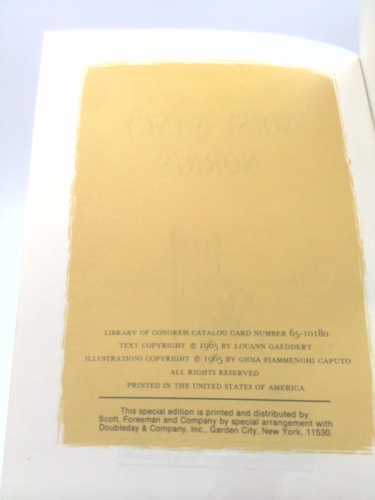 LIBRARY OF CONGRESS CATALOG CARD NUMBER 65-10180
TEXT COPYRIGHT © 1965 BY LOUANN GAEDDERT
ILLUSTRATIONS COPYRIGHT © 1965 BY GIOIA FIAMMENGHI CAPUTO
ALL RIGHTS RESERVED
PRINTED IN THE UNITED STATES OF AMERICA
This special edition is printed and distributed by
Scott, Foresman and Company by special arrangement with
Doubleday & Company, Inc., Garden City, New York, 11530.